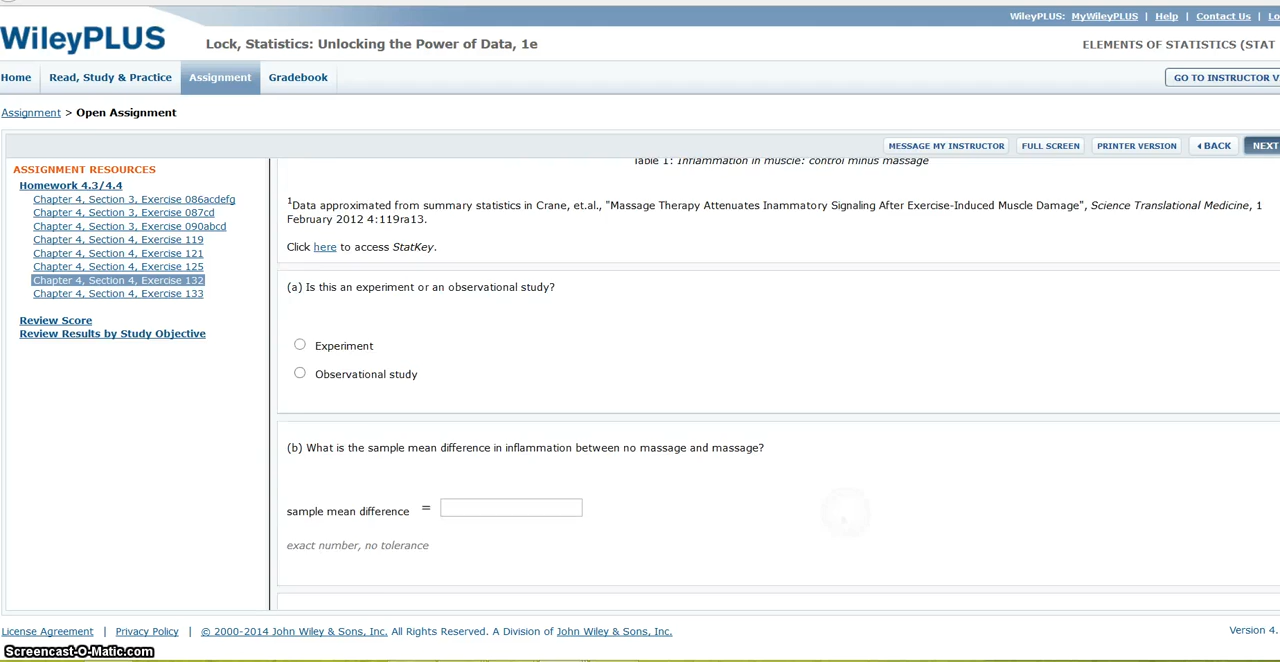 WileyPLUS: MyWileyPLUS | Help | Contact Us | Lo
WileyPLUS
Lock, Statistics: Unlocking the Power of Data, 1e
ELEMENTS OF STATISTICS (STAT
Home
Read, Study & Practice
Assignment
Gradebook
GO TO INSTRUCTOR V
Assignment > Open Assignment
MESSAGE MY INSTRUCTOR
FULL SCREEN
PRINTER VERSION
BACK
NEXT
ASSIGNMENT RESOURCES
Homework 4.3/4.4
Chapter 4, Section 3, Exercise 086acdefg
Chapter 4, Section 3, Exercise 087cd
Chapter 4, Section 3, Exercise 090abcd
Chapter 4, Section 4, Exercise 119
Chapter 4, Section 4, Exercise 121
Chapter 4, Section 4, Exercise 125
Chapter 4, Section 4, Exercise 132
Chapter 4, Section 4, Exercise 133
Review Score
Review Results by Study Objective
Table 1: Inflammation in muscle: control minus massage
1Data approximated from summary statistics in Crane, et.al., "Massage Therapy Attenuates Inammatory Signaling After Exercise-Induced Muscle Damage", Science Translational Medicine, 1
February 2012 4:119ra13.
Click here to access StatKey.
(a) Is this an experiment or an observational study?
Experiment
Observational study
(b) What is the sample mean difference in inflammation between no massage and massage?
sample mean difference =
exact number, no tolerance
License Agreement | Privacy Policy | © 2000-2014 John Wiley & Sons, Inc. All Rights Reserved. A Division of John Wiley & Sons, Inc.
Version 4.
Screencast-O-Matic.com